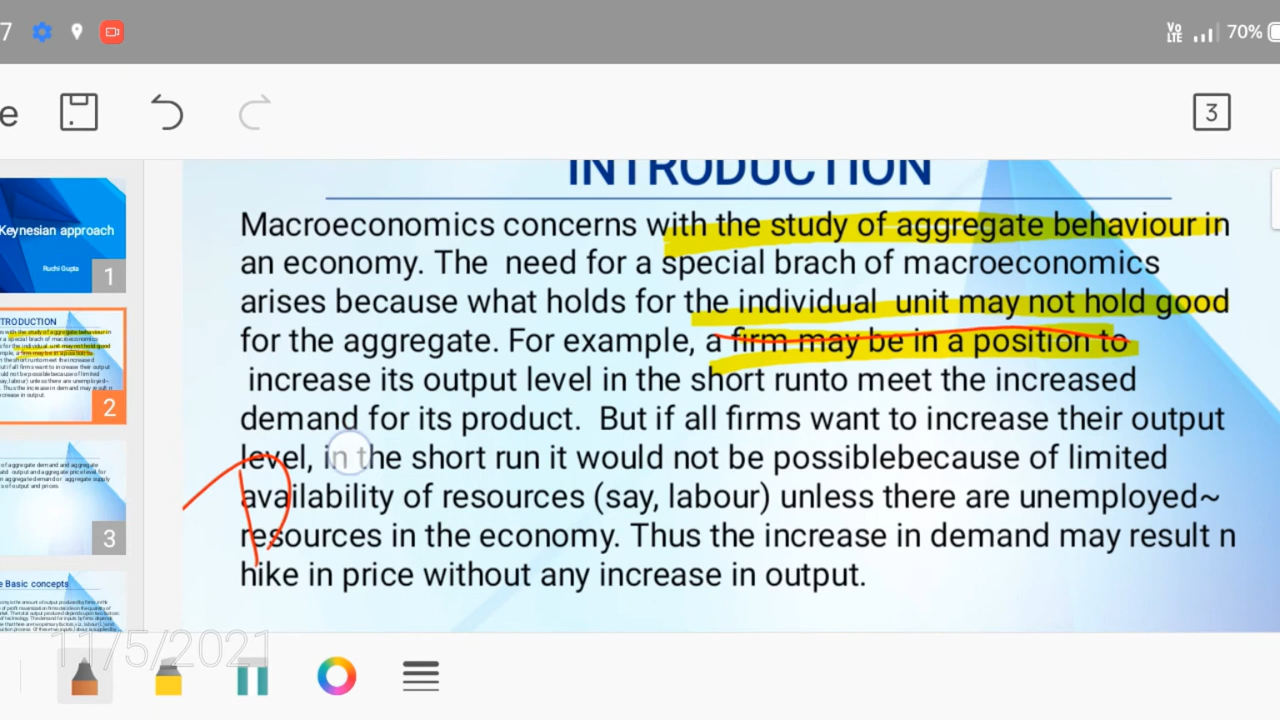 7
Vo
LTE
70%
e
3
Keynesian approach
Ruchi Gupta
1
TRODUCTION
2
3
e Basic concepts
INTRODUCTION
Macroeconomics concerns with the study of aggregate behaviour in
an economy. The need for a special brach of macroeconomics
arises because what holds for the individual unit may not hold good
for the aggregate. For example, a firm may be in a position to
increase its output level in the short runto meet the increased
demand for its product. But if all firms want to increase their output
level, in the short run it would not be possiblebecause of limited
availability of resources (say, labour) unless there are unemployed~
resources in the economy. Thus the increase in demand may result n
hike in price without any increase in output.
1175/2021